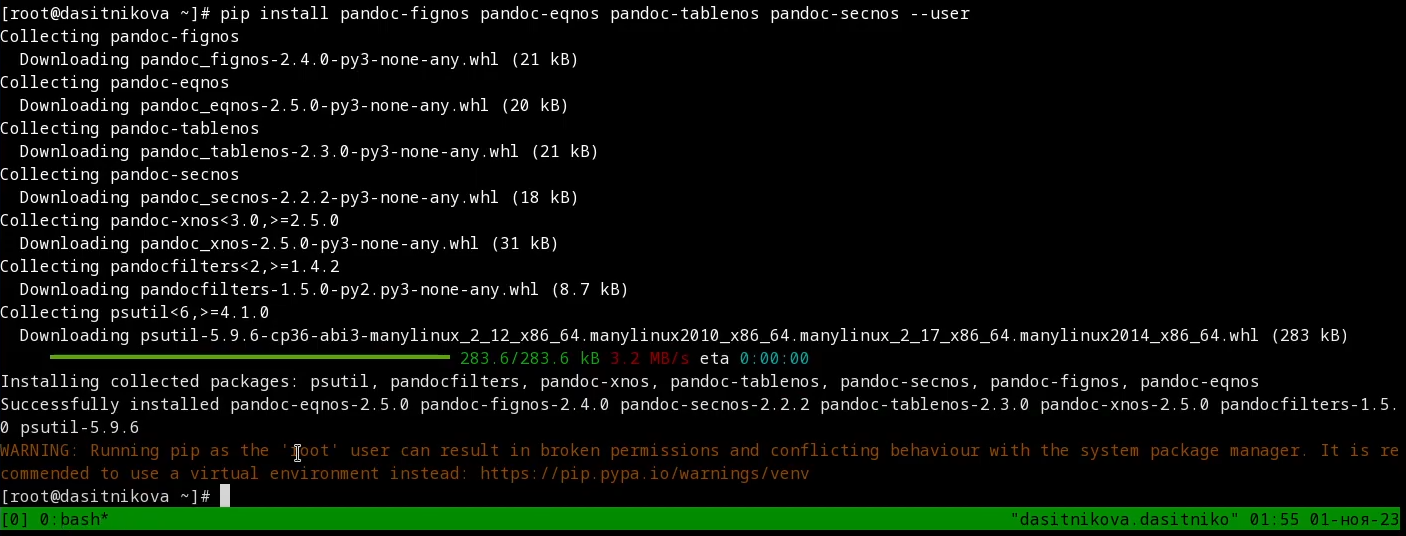 [root@dasitnikova ~]# pip install pandoc-fignos pandoc-eqnos pandoc-tablenos pandoc-secnos --user
Collecting pandoc-fignos
  Downloading pandoc_fignos-2.4.0-py3-none-any.whl (21 kB)
Collecting pandoc-eqnos
  Downloading pandoc_eqnos-2.5.0-py3-none-any.whl (20 kB)
Collecting pandoc-tablenos
  Downloading pandoc_tablenos-2.3.0-py3-none-any.whl (21 kB)
Collecting pandoc-secnos
  Downloading pandoc_secnos-2.2.2-py3-none-any.whl (18 kB)
Collecting pandoc-xnos<3.0,>=2.5.0
  Downloading pandoc_xnos-2.5.0-py3-none-any.whl (31 kB)
Collecting pandocfilters<2,>=1.4.2
  Downloading pandocfilters-1.5.0-py2.py3-none-any.whl (8.7 kB)
Collecting psutil<6,>=4.1.0
  Downloading psutil-5.9.6-cp36-abi3-manylinux_2_12_x86_64.manylinux2010_x86_64.manylinux_2_17_x86_64.manylinux2014_x86_64.whl (283 kB)
283.6/283.6 kB 3.2 MB/s eta 0:00:00
Installing collected packages: psutil, pandocfilters, pandoc-xnos, pandoc-tablenos, pandoc-secnos, pandoc-fignos, pandoc-eqnos
Successfully installed pandoc-eqnos-2.5.0 pandoc-fignos-2.4.0 pandoc-secnos-2.2.2 pandoc-tablenos-2.3.0 pandoc-xnos-2.5.0 pandocfilters-1.5.
0 psutil-5.9.6
WARNING: Running pip as the 'root' user can result in broken permissions and conflicting behaviour with the system package manager. It is re
commended to use a virtual environment instead: https://pip.pypa.io/warnings/venv
[root@dasitnikova ~]#
[0] 0:bash* "dasitnikova.dasitniko" 01:55 01-ноя-23